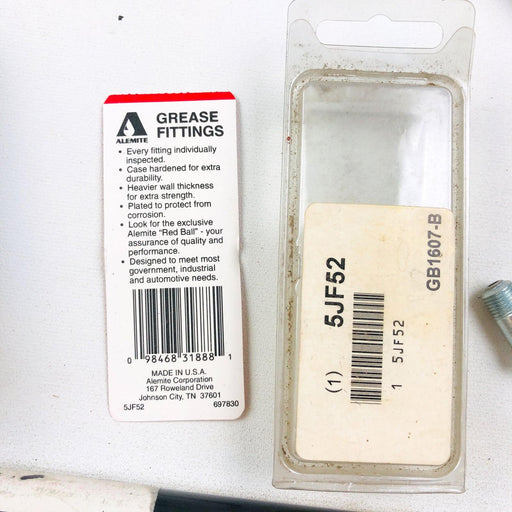 ALEMITE
GREASE
FITTINGS
• Every fitting individually
inspected.
• Case hardened for extra
durability.
• Heavier wall thickness
for extra strength.
• Plated to protect from
corrosion.
• Look for the exclusive
Alemite "Red Ball" - your
assurance of quality and
performance.
• Designed to meet most
government, industrial
and automotive needs.
0 98468 31888 1
MADE IN U.S.A.
Alemite Corporation
167 Roweland Drive
Johnson City, TN 37601
5JF52 697830
(1) 5JF52
1 5JF52
GB1607-B